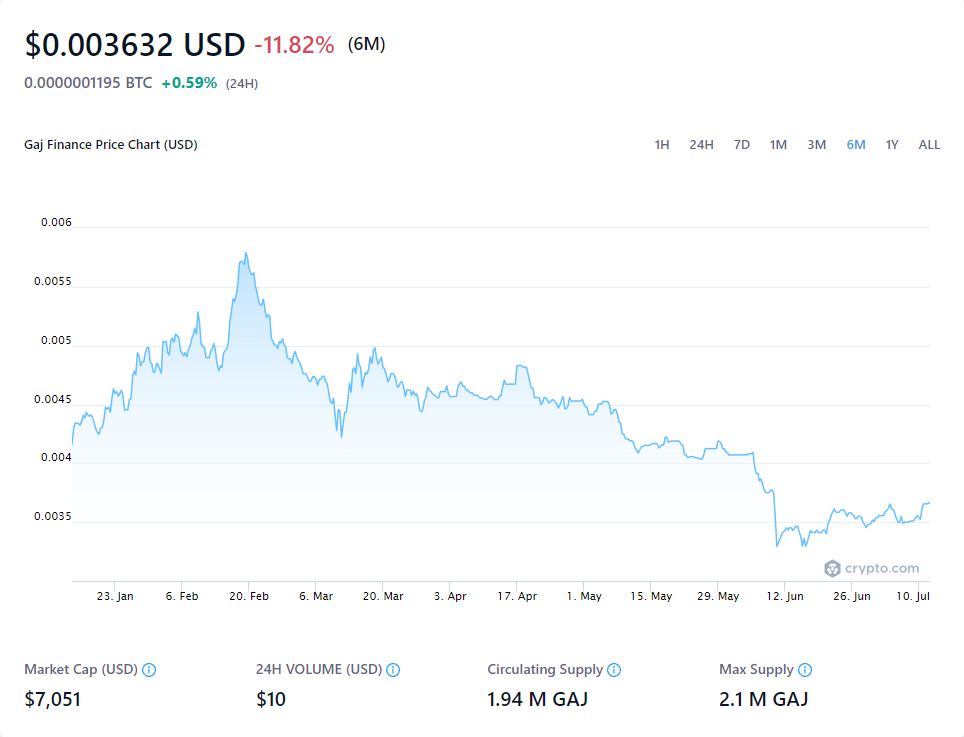 $0.003632 USD -11.82% (6M)
0.0000001195 BTC +0.59% (24H)
Gaj Finance Price Chart (USD) 1H 24H 7D 1M 3M 6M 1Y ALL
0.006
0.0055
0.005
0.0045
0.004
0.0035
crypto.com
23. Jan 6. Feb 20. Feb 6. Mar 20. Mar 3. Apr 17. Apr 1. May 15. May 29. May 12. Jun 26. Jun 10. Jul
Market Cap (USD) 24H VOLUME (USD) Circulating Supply Max Supply
$7,051 $10 1.94 M GAJ 2.1 M GAJ